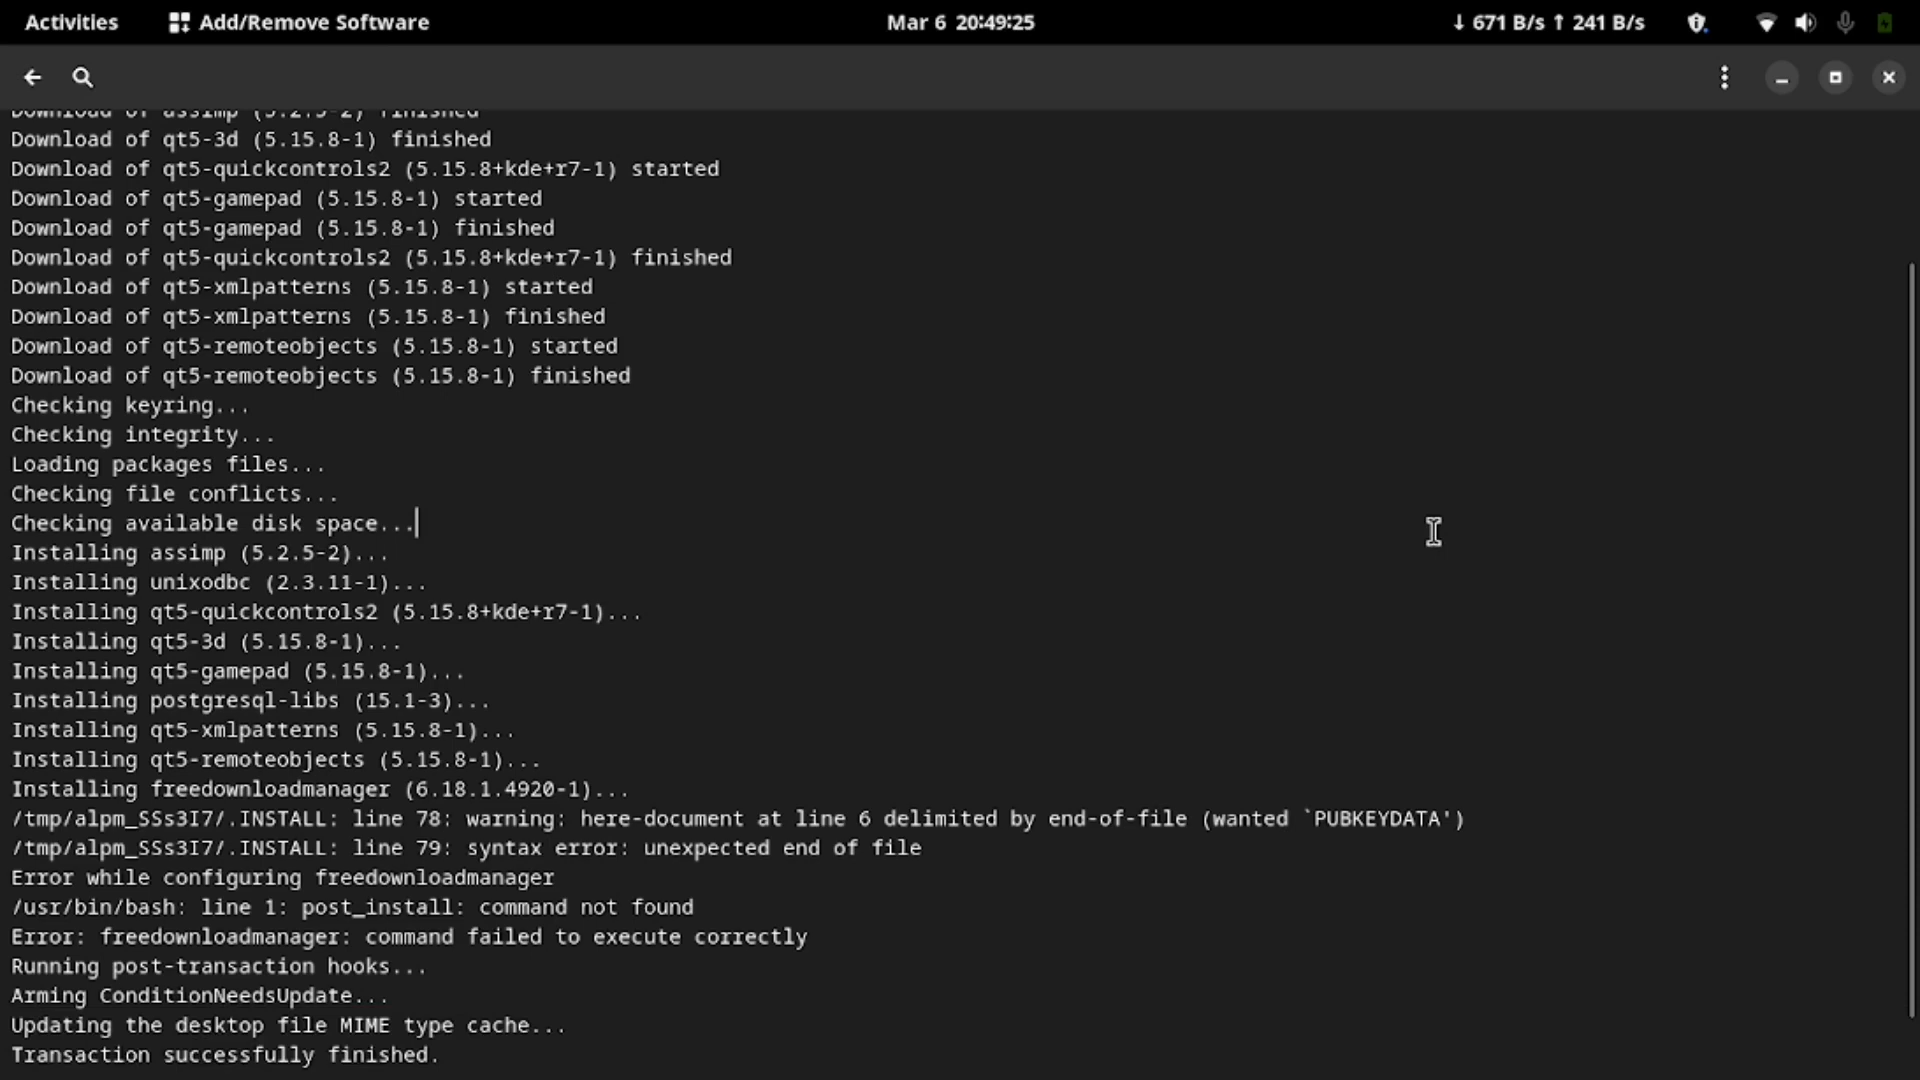 Activities
Add/Remove Software
Mar 6 20:49:25
↓ 671 B/s ↑ 241 B/s
Download of assimp (5.2.5-2) finished
Download of qt5-3d (5.15.8-1) finished
Download of qt5-quickcontrols2 (5.15.8+kde+r7-1) started
Download of qt5-gamepad (5.15.8-1) started
Download of qt5-gamepad (5.15.8-1) finished
Download of qt5-quickcontrols2 (5.15.8+kde+r7-1) finished
Download of qt5-xmlpatterns (5.15.8-1) started
Download of qt5-xmlpatterns (5.15.8-1) finished
Download of qt5-remoteobjects (5.15.8-1) started
Download of qt5-remoteobjects (5.15.8-1) finished
Checking keyring...
Checking integrity...
Loading packages files...
Checking file conflicts...
Checking available disk space...
Installing assimp (5.2.5-2)...
Installing unixodbc (2.3.11-1)...
Installing qt5-quickcontrols2 (5.15.8+kde+r7-1)...
Installing qt5-3d (5.15.8-1)...
Installing qt5-gamepad (5.15.8-1)...
Installing postgresql-libs (15.1-3)...
Installing qt5-xmlpatterns (5.15.8-1)...
Installing qt5-remoteobjects (5.15.8-1)...
Installing freedownloadmanager (6.18.1.4920-1)...
/tmp/alpm_SSs3I7/.INSTALL: line 78: warning: here-document at line 6 delimited by end-of-file (wanted `PUBKEYDATA')
/tmp/alpm_SSs3I7/.INSTALL: line 79: syntax error: unexpected end of file
Error while configuring freedownloadmanager
/usr/bin/bash: line 1: post_install: command not found
Error: freedownloadmanager: command failed to execute correctly
Running post-transaction hooks...
Arming ConditionNeedsUpdate...
Updating the desktop file MIME type cache...
Transaction successfully finished.